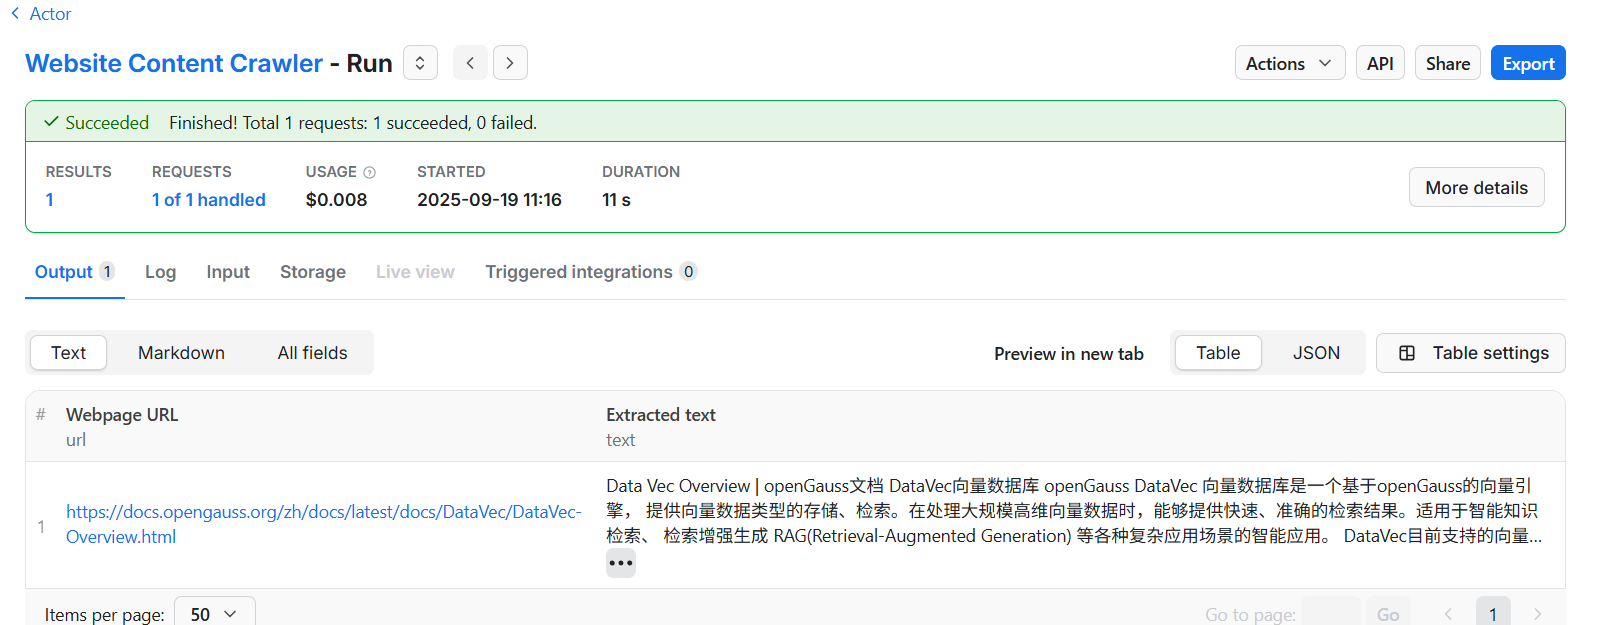 Actor
Website Content Crawler - Run
Actions
API
Share
Export
Succeeded Finished! Total 1 requests: 1 succeeded, 0 failed.
RESULTS REQUESTS USAGE STARTED DURATION
1 1 of 1 handled $0.008 2025-09-19 11:16 11 s
More details
Output 1 Log Input Storage Live view Triggered integrations 0
Text Markdown All fields Preview in new tab Table JSON Table settings
# Webpage URL Extracted text
url text
Data Vec Overview | openGauss文档 DataVec向量数据库 openGauss DataVec 向量数据库是一个基于openGauss的向量引
擎， 提供向量数据类型的存储、检索。在处理大规模高维向量数据时，能够提供快速、准确的检索结果。适用于智能知识
检索、 检索增强生成 RAG(Retrieval-Augmented Generation) 等各种复杂应用场景的智能应用。 DataVec目前支持的向量...
1
https://docs.opengauss.org/zh/docs/latest/docs/DataVec/DataVec-
Overview.html
Items per page: 50 Go to page: Go 1